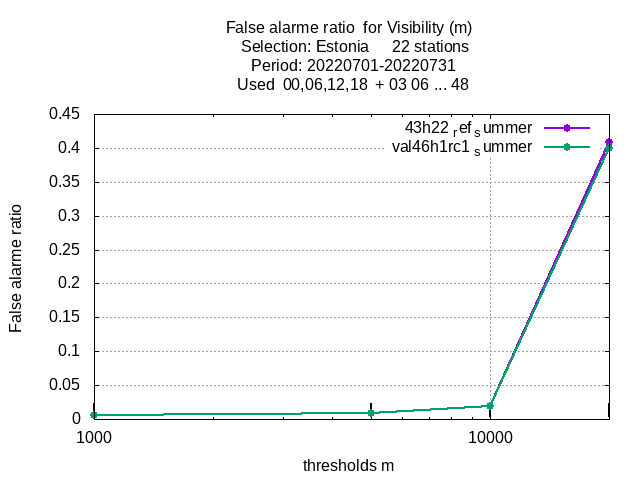 False alarme ratio  for Visibility (m)
Selection: Estonia     22 stations
Period: 20220701-20220731
Used  00,06,12,18  + 03 06 ... 48
43h22 ref summer
val46h1rc1 summer
0.45
0.4
0.35
0.3
0.25
0.2
0.15
0.1
0.05
0
False alarme ratio
1000
10000
thresholds m